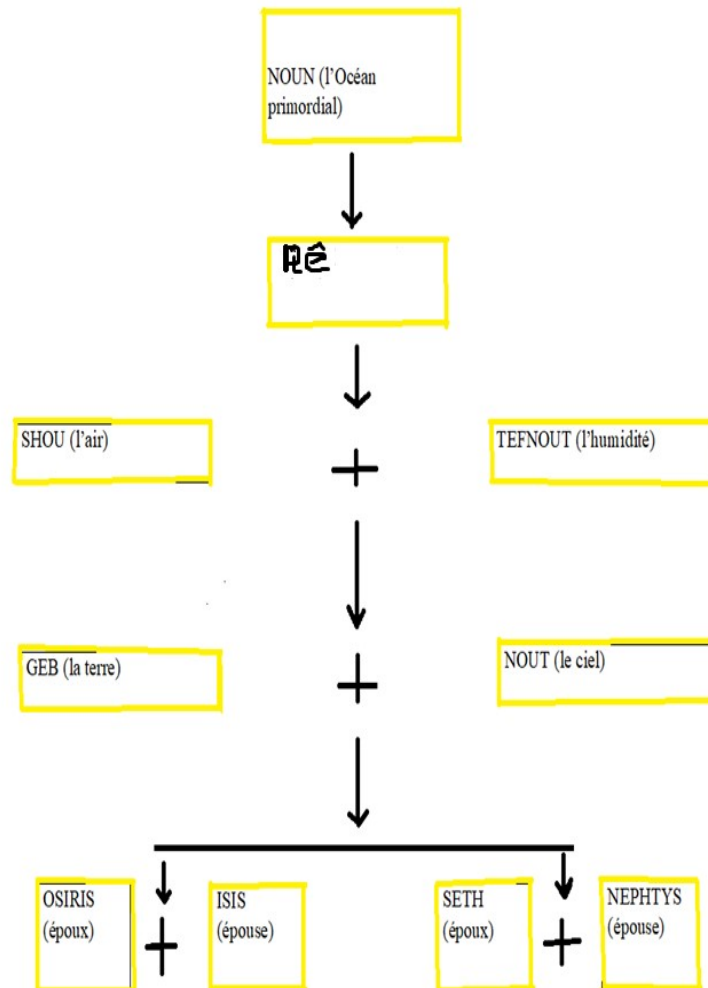 NOUN (l'Océan
primordial)
Rê
SHOU (l'air)
TEFNOUT (l'humidité)
GEB (la terre)
NOUT (le ciel)
OSIRIS
(époux)
ISIS
(épouse)
SETH
(époux)
NEPHTYS
(épouse)